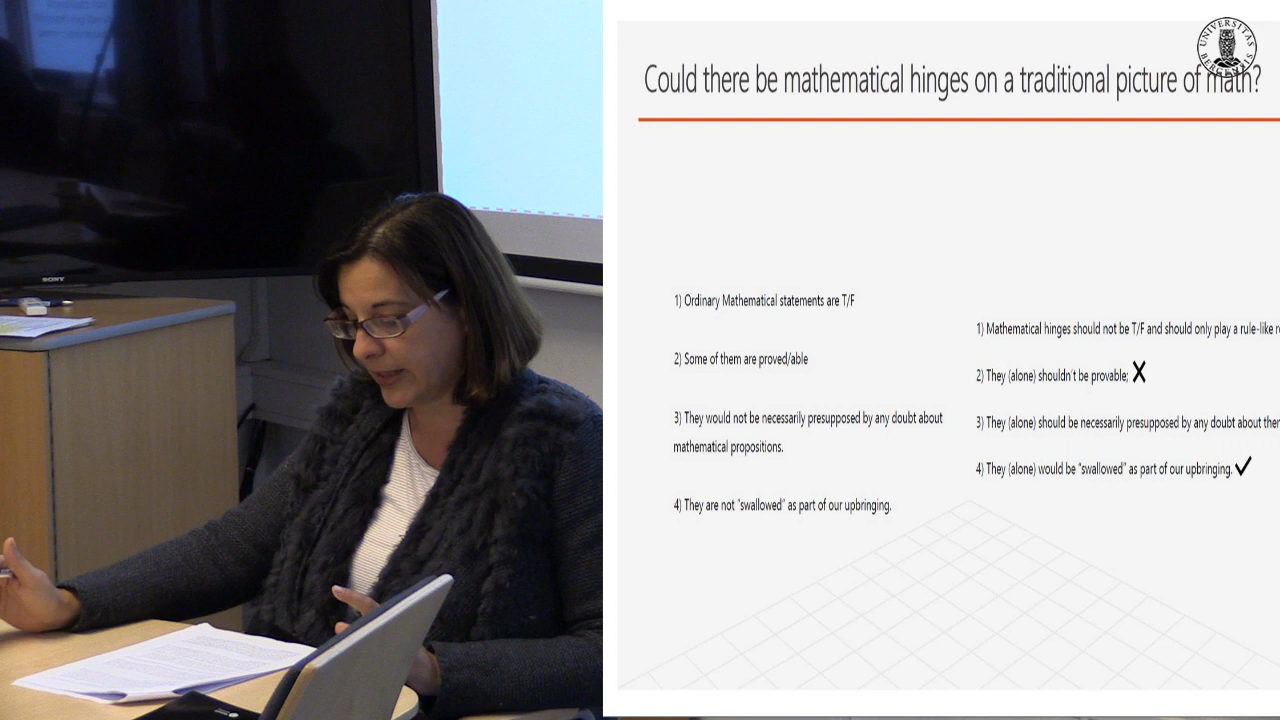 SONY
UNIVERSITAS
BERGENSIS
Could there be mathematical hinges on a traditional picture of math?
1) Ordinary Mathematical statements are T/F
2) Some of them are proved/able
3) They would not be necessarily presupposed by any doubt about
mathematical propositions.
4) They are not "swallowed" as part of our upbringing.
1) Mathematical hinges should not be T/F and should only play a rule-like
2) They (alone) shouldn't be provable;
3) They (alone) should be necessarily presupposed by any doubt about
4) They (alone) would be "swallowed" as part of our upbringing.